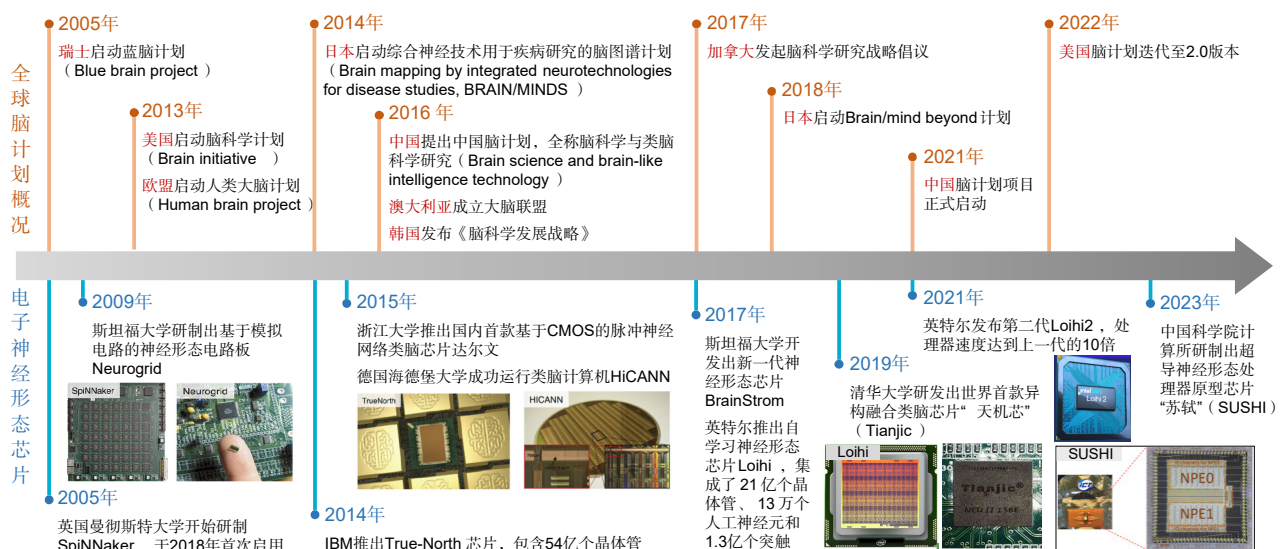 全球脑计划概况
2005年
瑞士启动蓝脑计划
（Blue brain project ）
2013年
美国启动脑科学计划
（Brain initiative ）
欧盟启动人类大脑计划
（Human brain project）
2014年
日本启动综合神经技术用于疾病研究的脑图谱计划
（Brain mapping by integrated neurotechnologies
for disease studies, BRAIN/MINDS ）
2016 年
中国提出中国脑计划，全称脑科学与类脑
科学研究（Brain science and brain-like
intelligence technology）
澳大利亚成立大脑联盟
韩国发布《脑科学发展战略》
2017年
加拿大发起脑科学研究战略倡议
2018年
日本启动Brain/mind beyond 计划
2021年
中国脑计划项目
正式启动
2022年
美国脑计划迭代至2.0版本
电子神经形态芯片
2009年
斯坦福大学研制出基于模拟
电路的神经形态电路板
Neurogrid
SpiNNaker
Neurogrid
2005年
英国曼彻斯特大学开始研制
SpiNNaker ，于2018年首次启用
2015年
浙江大学推出国内首款基于CMOS的脉冲神经
网络类脑芯片达尔文
德国海德堡大学成功运行类脑计算机HiCANN
TrueNorth
HICANN
2014年
IBM推出True-North 芯片，包含54亿个晶体管
2017年
斯坦福大学开
发出新一代神
经形态芯片
BrainStrom
英特尔推出自
学习神经形态
芯片Loihi ，集
成了 21 亿个晶
体管、 13 万个
人工神经元和
1.3亿个突触
2019年
清华大学研发出世界首款异
构融合类脑芯片“ 天机芯”
（Tianjic）
Loihi
Tianjic
2021年
英特尔发布第二代Loihi2 ，处
理器速度达到上一代的10倍
intel
Loihi 2
2023年
中国科学院计
算所研制出超
导神经形态处
理器原型芯片
“苏轼”（SUSHI）
SUSHI
ICT
NPE0
NPE1